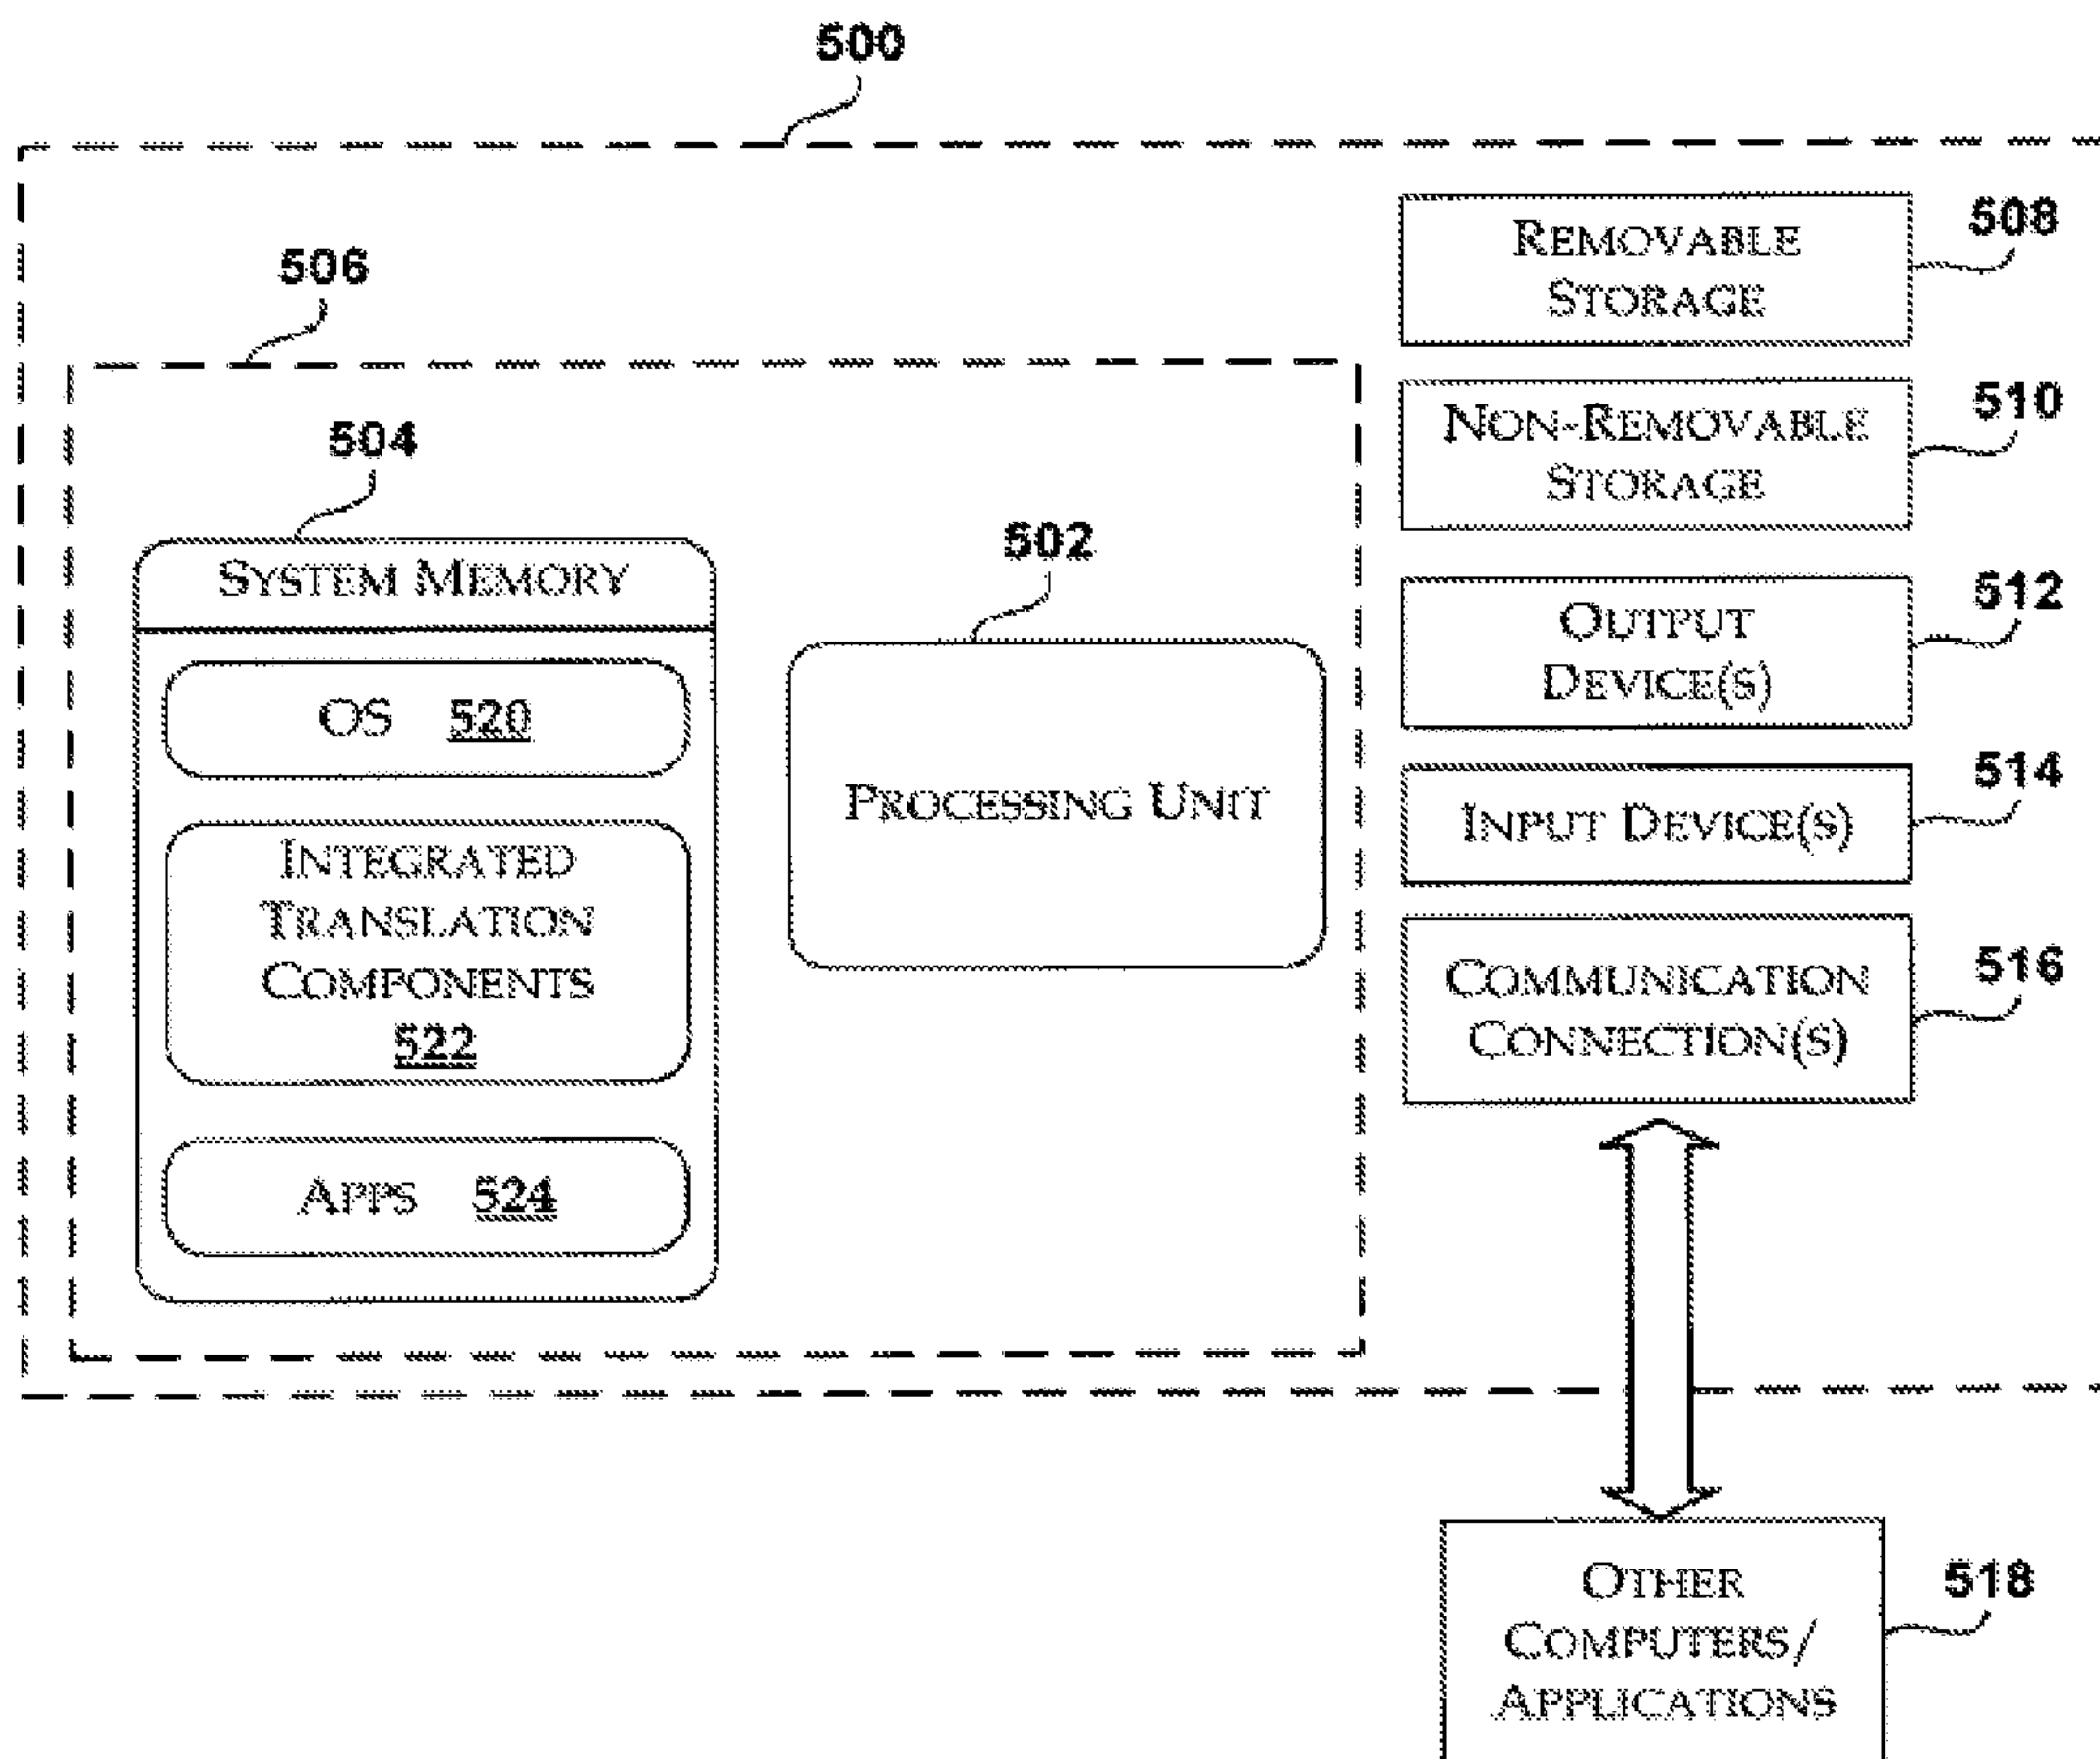 500
506
504
SYSTEM MEMORY
OS 520
INTEGRATED
TRANSLATION
COMPONENTS
522
APPS 524
502
PROCESSING UNIT
REMOVABLE
STORAGE
508
NON-REMOVABLE
STORAGE
510
OUTPUT
DEVICE(S)
512
INPUT DEVICE(S)
514
COMMUNICATION
CONNECTION(S)
516
OTHER
COMPUTERS/
APPLICATIONS
518